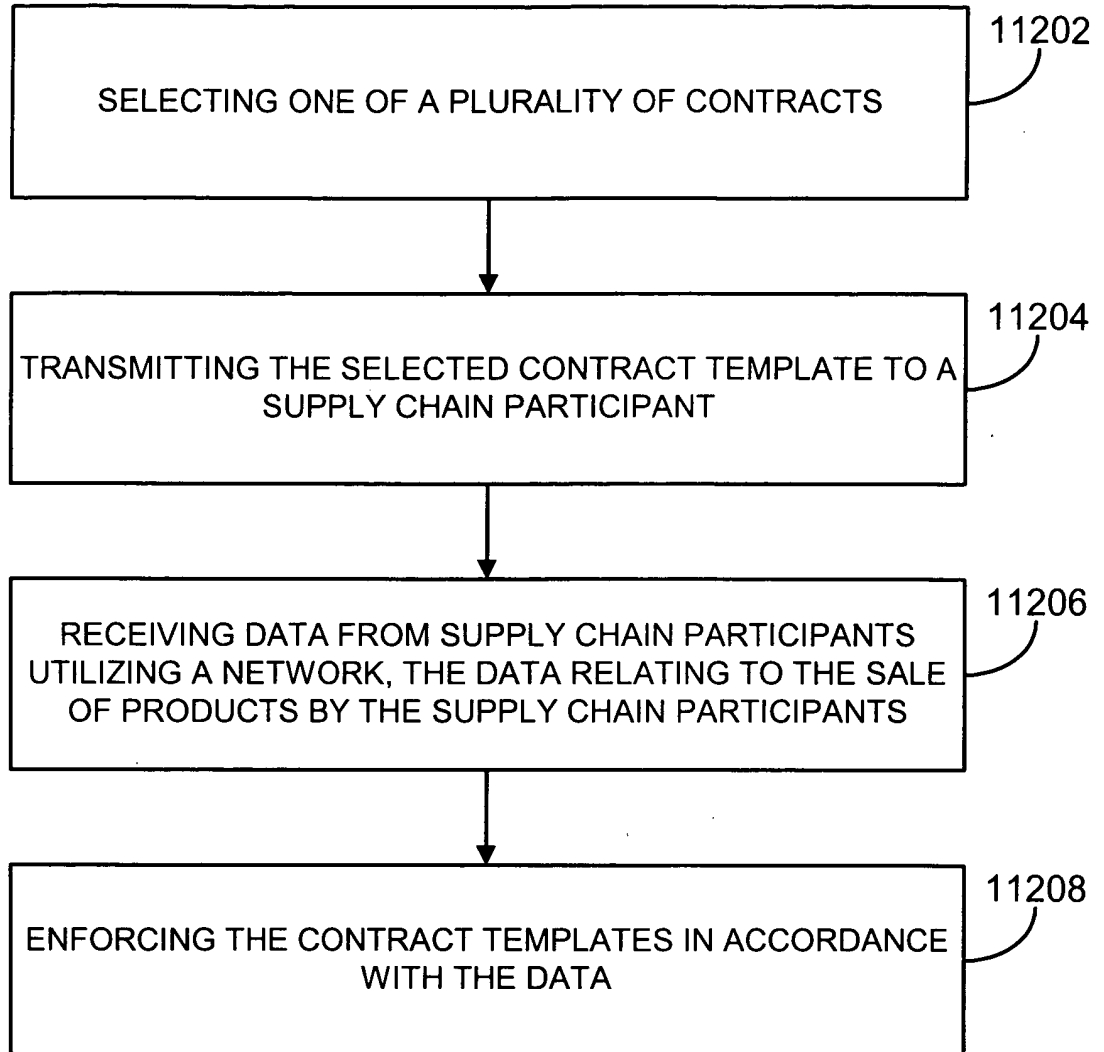 11202
SELECTING ONE OF A PLURALITY OF CONTRACTS
11204
TRANSMITTING THE SELECTED CONTRACT TEMPLATE TO A
SUPPLY CHAIN PARTICIPANT
11206
RECEIVING DATA FROM SUPPLY CHAIN PARTICIPANTS
UTILIZING A NETWORK, THE DATA RELATING TO THE SALE
OF PRODUCTS BY THE SUPPLY CHAIN PARTICIPANTS
11208
ENFORCING THE CONTRACT TEMPLATES IN ACCORDANCE
WITH THE DATA